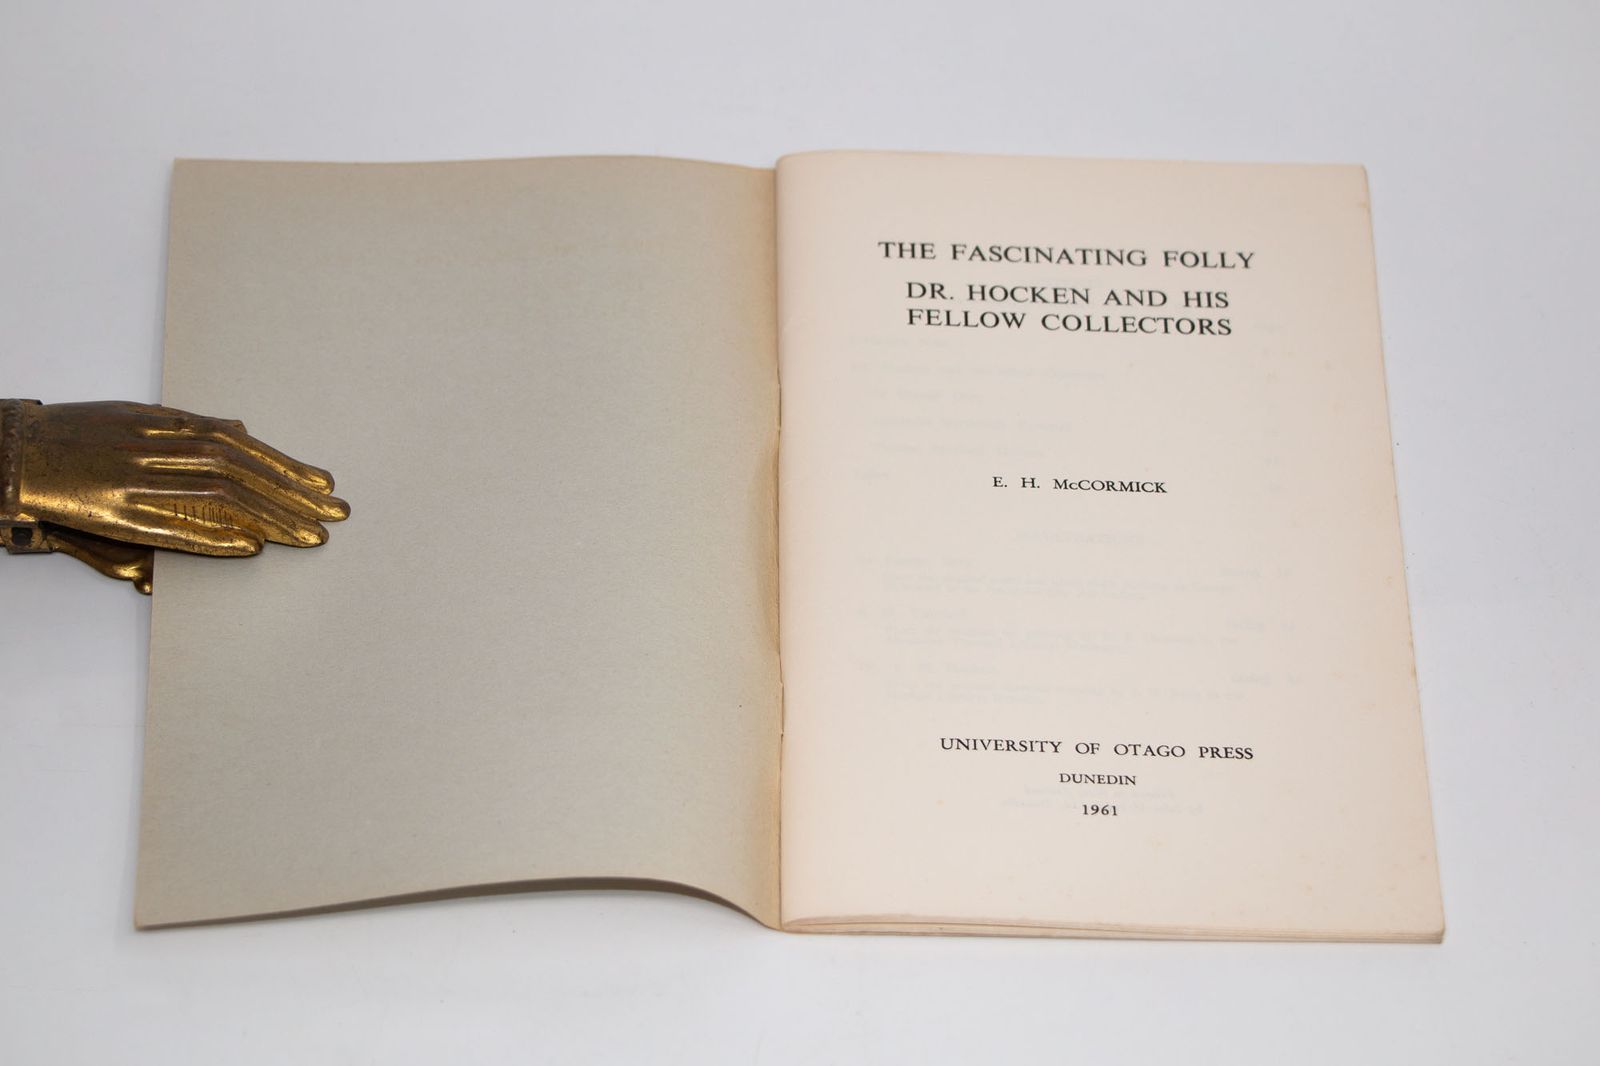 THE FASCINATING FOLLY
DR. HOCKEN AND HIS
FELLOW COLLECTORS
E. H. McCORMICK
UNIVERSITY OF OTAGO PRESS
DUNEDIN
1961